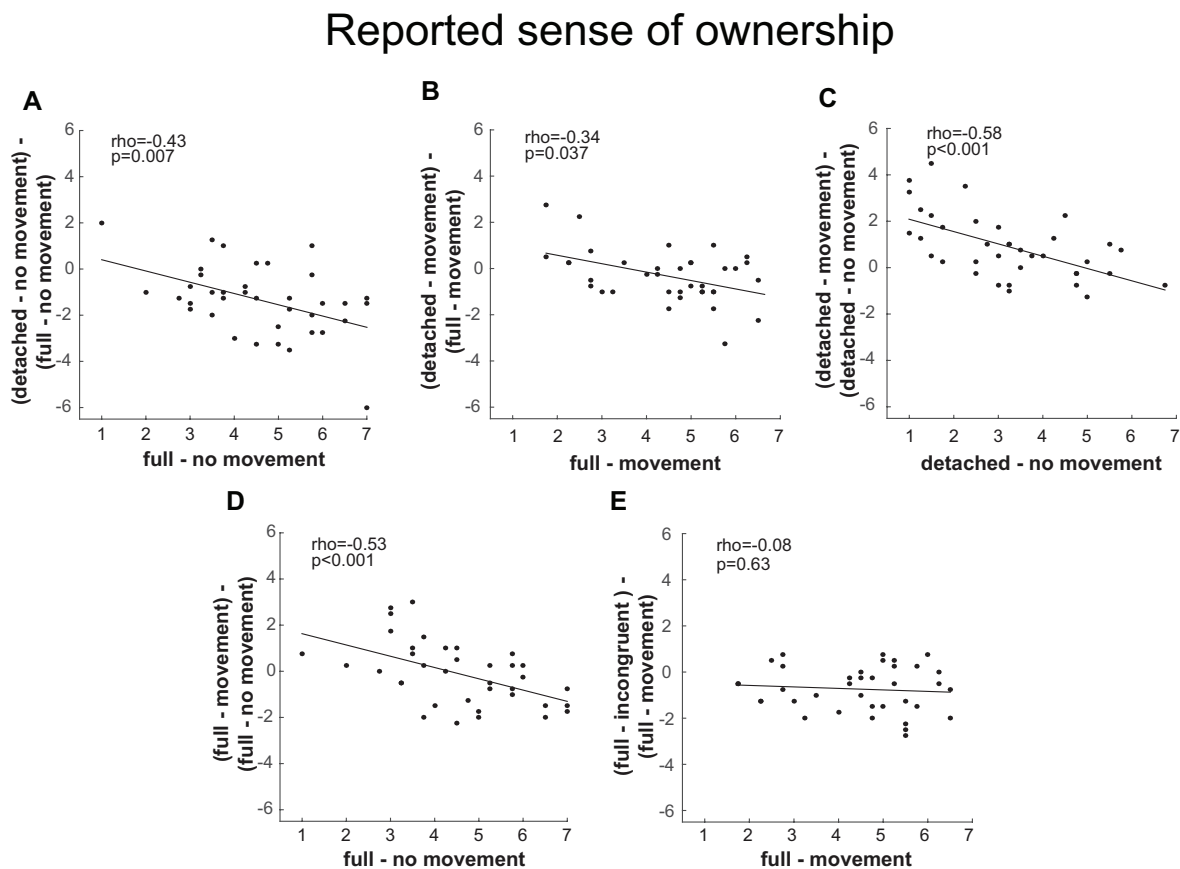 Reported sense of ownership
A
rho=-0.43
p=0.007
(detached - no movement) -
(full - no movement)
6
4
2
0
-2
-4
-6
1 2 3 4 5 6 7
full - no movement
B
rho=-0.34
p=0.037
(detached - movement) -
(full - movement)
6
4
2
0
-2
-4
-6
1 2 3 4 5 6 7
full - movement
C
rho=-0.58
p<0.001
(detached - movement) -
(detached - no movement)
6
4
2
0
-2
-4
-6
1 2 3 4 5 6 7
detached - no movement
D
rho=-0.53
p<0.001
(full - movement) -
(full - no movement)
6
4
2
0
-2
-4
-6
1 2 3 4 5 6 7
full - no movement
E
rho=-0.08
p=0.63
(full - incongruent ) -
(full - movement)
6
4
2
0
-2
-4
-6
1 2 3 4 5 6 7
full - movement